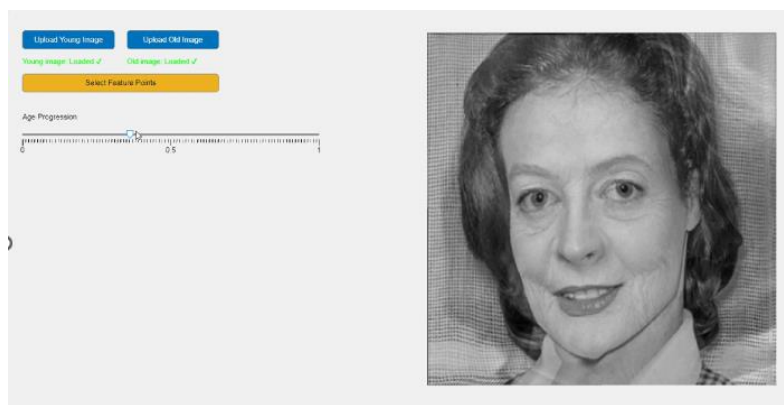 Upload Young Image Upload Old Image
Young image: Loaded ✓ Old image: Loaded ✓
Select Feature Points
Age Progression
0 0.5 1